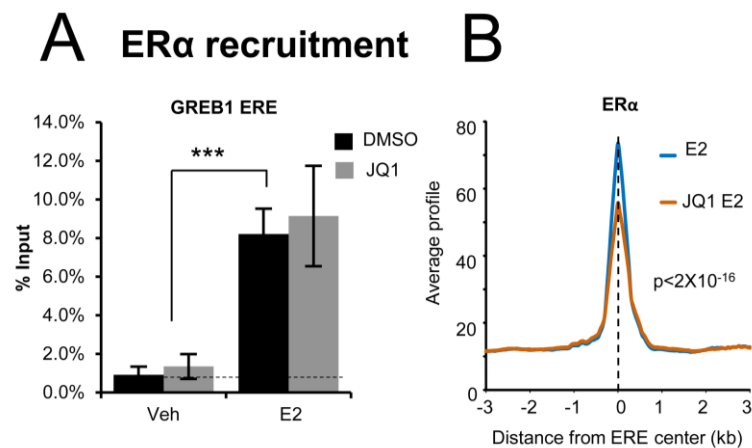 A ERα recruitment
GREB1 ERE
14.0%
12.0%
10.0%
8.0%
6.0%
4.0%
2.0%
0.0%
% Input
***
DMSO
JQ1
Veh E2
B
ERα
80
60
40
20
0
Average profile
E2
JQ1 E2
p<2X10⁻¹⁶
-3 -2 -1 0 1 2 3
Distance from ERE center (kb)